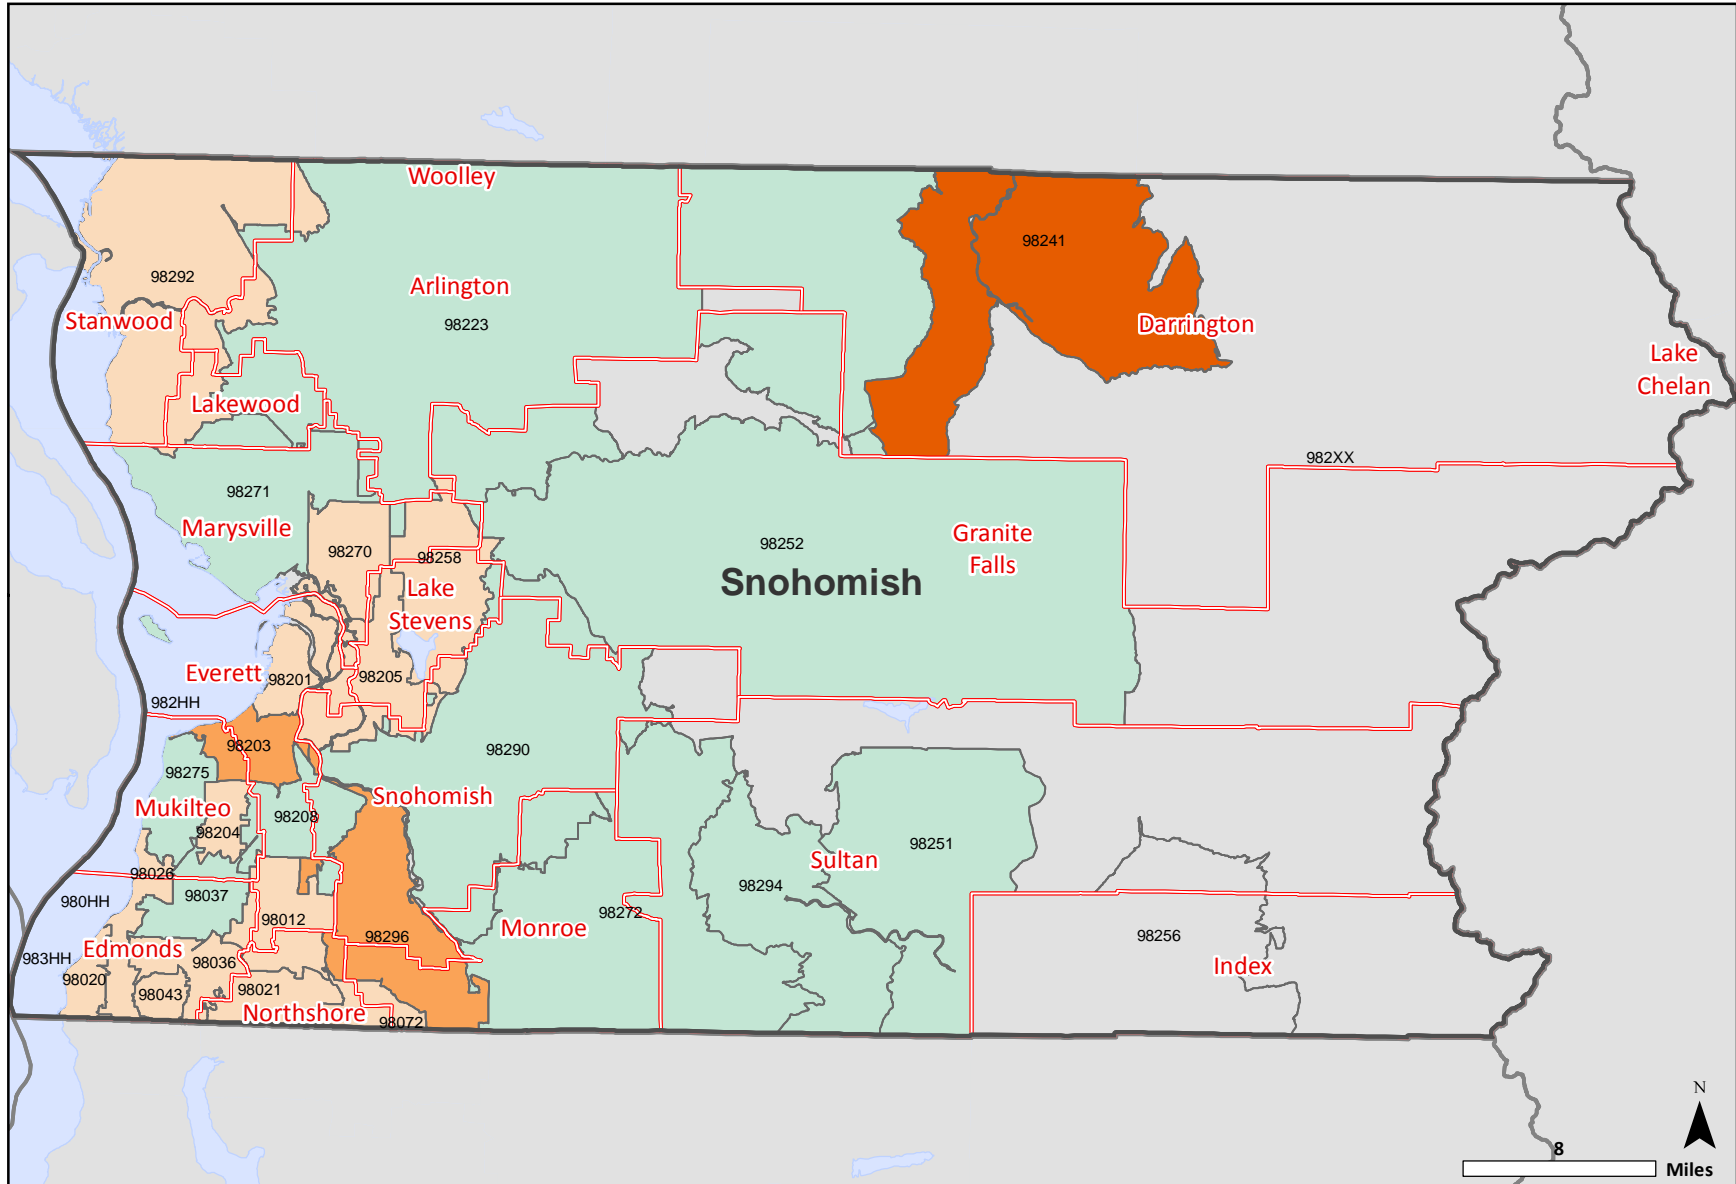 Woolley
98241
98292
Arlington
Stanwood
98223
Darrington
Lake
Chelan
Lakewood
982XX
98271
Marysville
Granite
Falls
98252
98270
98258
Snohomish
Lake
Stevens
Everett
98201
98205
982HH
98203
98290
98275
Snohomish
Mukilteo
98208
98204
98251
Sultan
98026
98294
98037
980HH
98272
98012
Monroe
98296
98256
Edmonds
983HH
98036
Index
98020
98021
98043
Northshore
98072
N
8
Miles